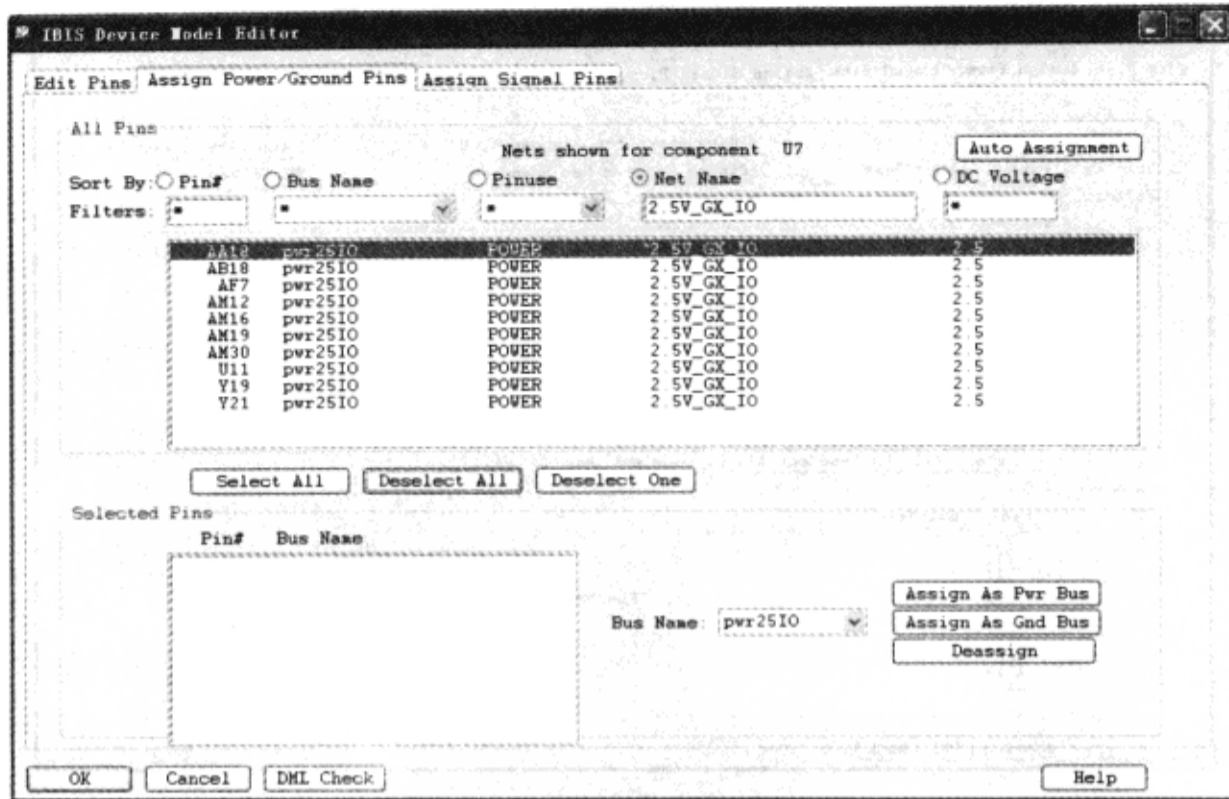 IBIS Device Model Editor
Edit Pins Assign Power/Ground Pins Assign Signal Pins
All Pins
Nets shown for component U7 Auto Assignment
Sort By: Pin# Bus Name Pinuse Net Name DC Voltage
Filters: * * * 2.5V_GX_IO *
AA18 pwr25IO POWER 2.5V_GX_IO 2.5
AB18 pwr25IO POWER 2.5V_GX_IO 2.5
AF7 pwr25IO POWER 2.5V_GX_IO 2.5
AM12 pwr25IO POWER 2.5V_GX_IO 2.5
AM16 pwr25IO POWER 2.5V_GX_IO 2.5
AM19 pwr25IO POWER 2.5V_GX_IO 2.5
AM30 pwr25IO POWER 2.5V_GX_IO 2.5
U11 pwr25IO POWER 2.5V_GX_IO 2.5
Y19 pwr25IO POWER 2.5V_GX_IO 2.5
Y21 pwr25IO POWER 2.5V_GX_IO 2.5
Select All Deselect All Deselect One
Selected Pins
Pin# Bus Name
Assign As Pwr Bus
Bus Name: pwr25IO Assign As Gnd Bus
Deassign
OK Cancel DML Check Help